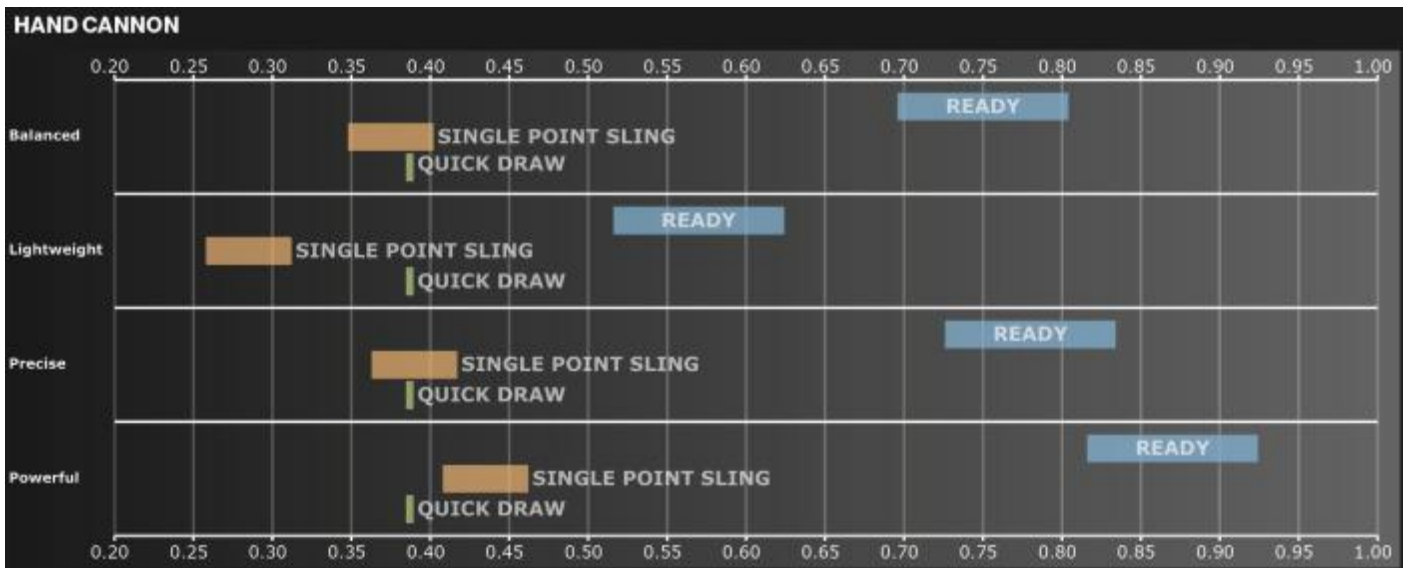 HAND CANNON
0.20 0.25 0.30 0.35 0.40 0.45 0.50 0.55 0.60 0.65 0.70 0.75 0.80 0.85 0.90 0.95 1.00
READY
Balanced SINGLE POINT SLING
QUICK DRAW
READY
Lightweight SINGLE POINT SLING
QUICK DRAW
READY
Precise SINGLE POINT SLING
QUICK DRAW
READY
Powerful SINGLE POINT SLING
QUICK DRAW
0.20 0.25 0.30 0.35 0.40 0.45 0.50 0.55 0.60 0.65 0.70 0.75 0.80 0.85 0.90 0.95 1.00